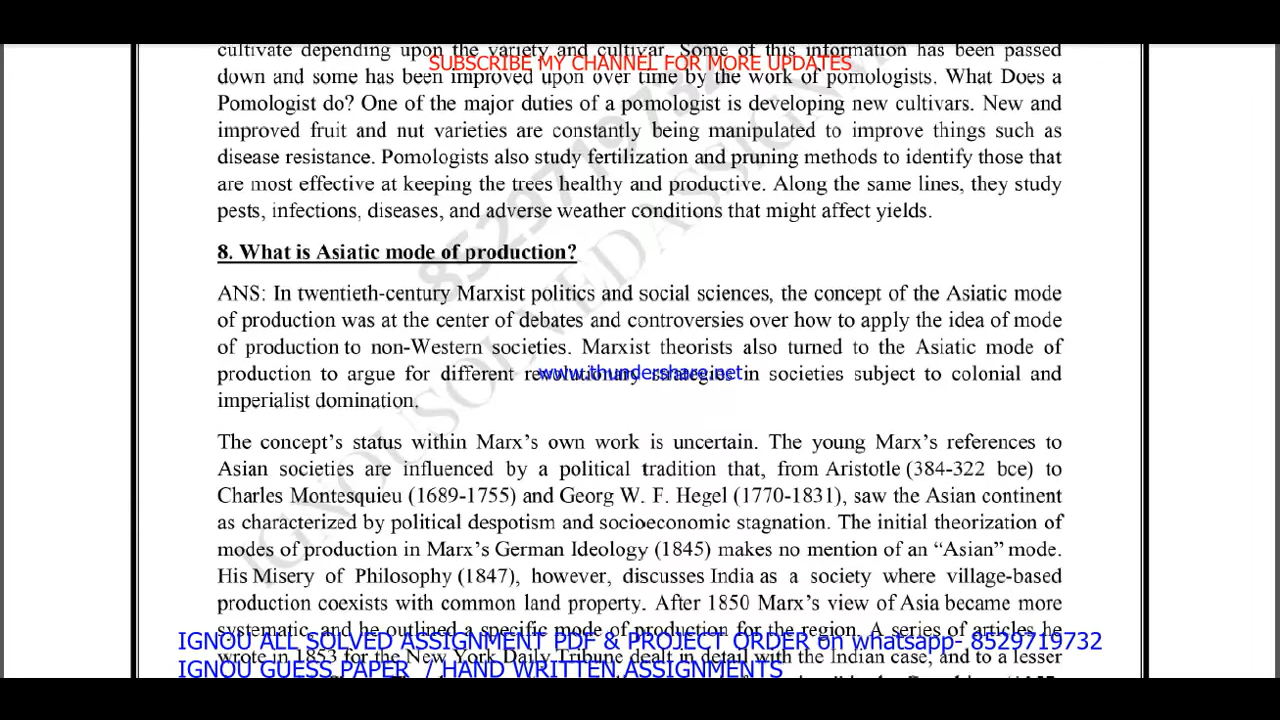 cultivate depending upon the variety and cultivar. Some of this information has been passed
SUBSCRIBE MY CHANNEL FOR MORE UPDATES
down and some has been improved upon over time by the work of pomologists. What Does a
Pomologist do? One of the major duties of a pomologist is developing new cultivars. New and
improved fruit and nut varieties are constantly being manipulated to improve things such as
disease resistance. Pomologists also study fertilization and pruning methods to identify those that
are most effective at keeping the trees healthy and productive. Along the same lines, they study
pests, infections, diseases, and adverse weather conditions that might affect yields.
8. What is Asiatic mode of production?
ANS: In twentieth-century Marxist politics and social sciences, the concept of the Asiatic mode
of production was at the center of debates and controversies over how to apply the idea of mode
of production to non-Western societies. Marxist theorists also turned to the Asiatic mode of
production to argue for different revolutionary strategies in societies subject to colonial and
www.thundershare.net
imperialist domination.
The concept's status within Marx's own work is uncertain. The young Marx's references to
Asian societies are influenced by a political tradition that, from Aristotle (384-322 bce) to
Charles Montesquieu (1689-1755) and Georg W. F. Hegel (1770-1831), saw the Asian continent
as characterized by political despotism and socioeconomic stagnation. The initial theorization of
modes of production in Marx's German Ideology (1845) makes no mention of an “Asian” mode.
His Misery of Philosophy (1847), however, discusses India as a society where village-based
production coexists with common land property. After 1850 Marx's view of Asia became more
systematic, and he outlined a specific mode of production for the region. A series of articles he
IGNOU ALL SOLVED ASSIGNMENT PDF & PROJECT ORDER on whatsapp- 8529719732
wrote in 1853 for the New York Daily Tribune dealt in detail with the Indian case, and to a lesser
IGNOU GUESS PAPER / HAND WRITTEN ASSIGNMENTS
8529719732